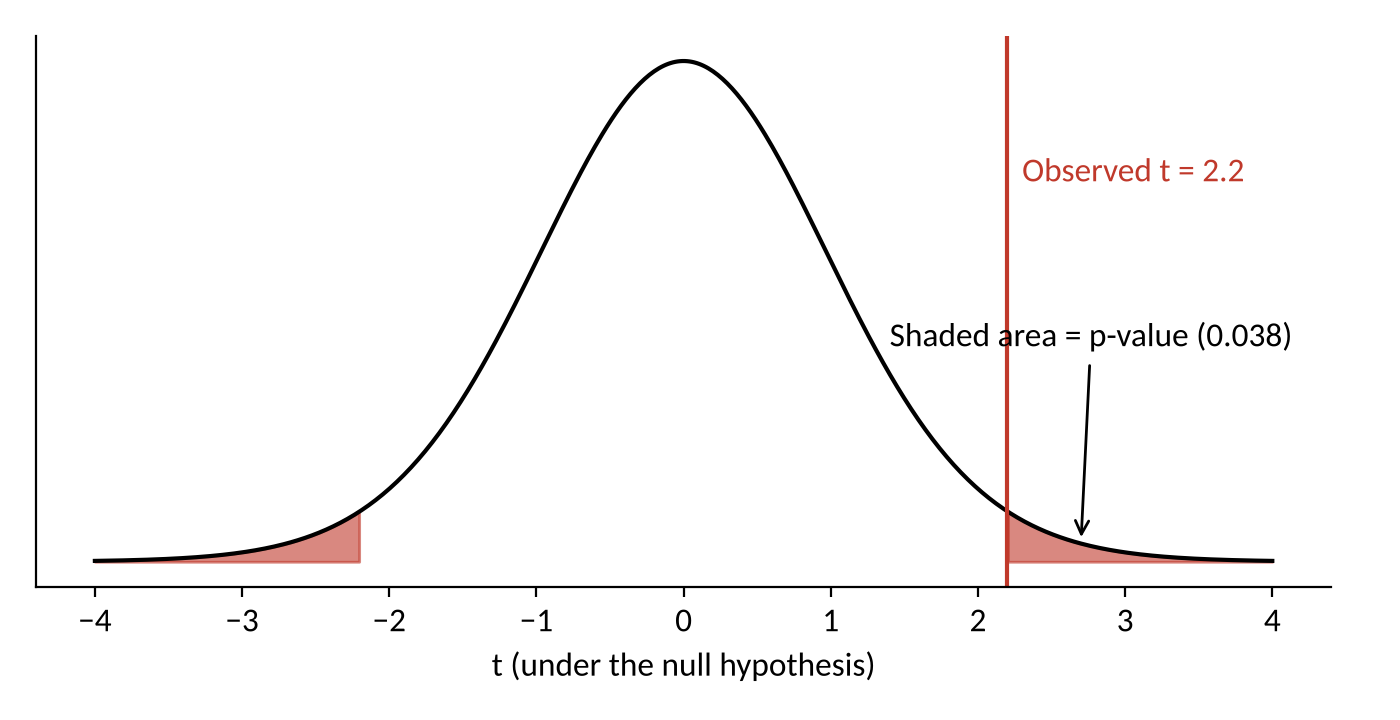 Observed t = 2.2
Shaded area = p-value (0.038)
−4 −3 −2 −1 0 1 2 3 4
t (under the null hypothesis)